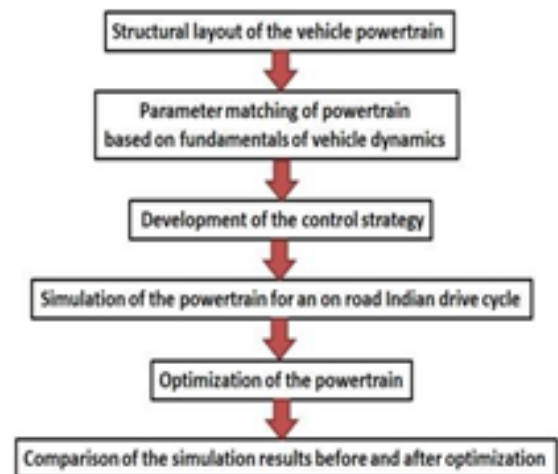 Structural layout of the vehicle powertrain
Parameter matching of powertrain
based on fundamentals of vehicle dynamics
Development of the control strategy
Simulation of the powertrain for an on road Indian drive cycle
Optimization of the powertrain
Comparison of the simulation results before and after optimization